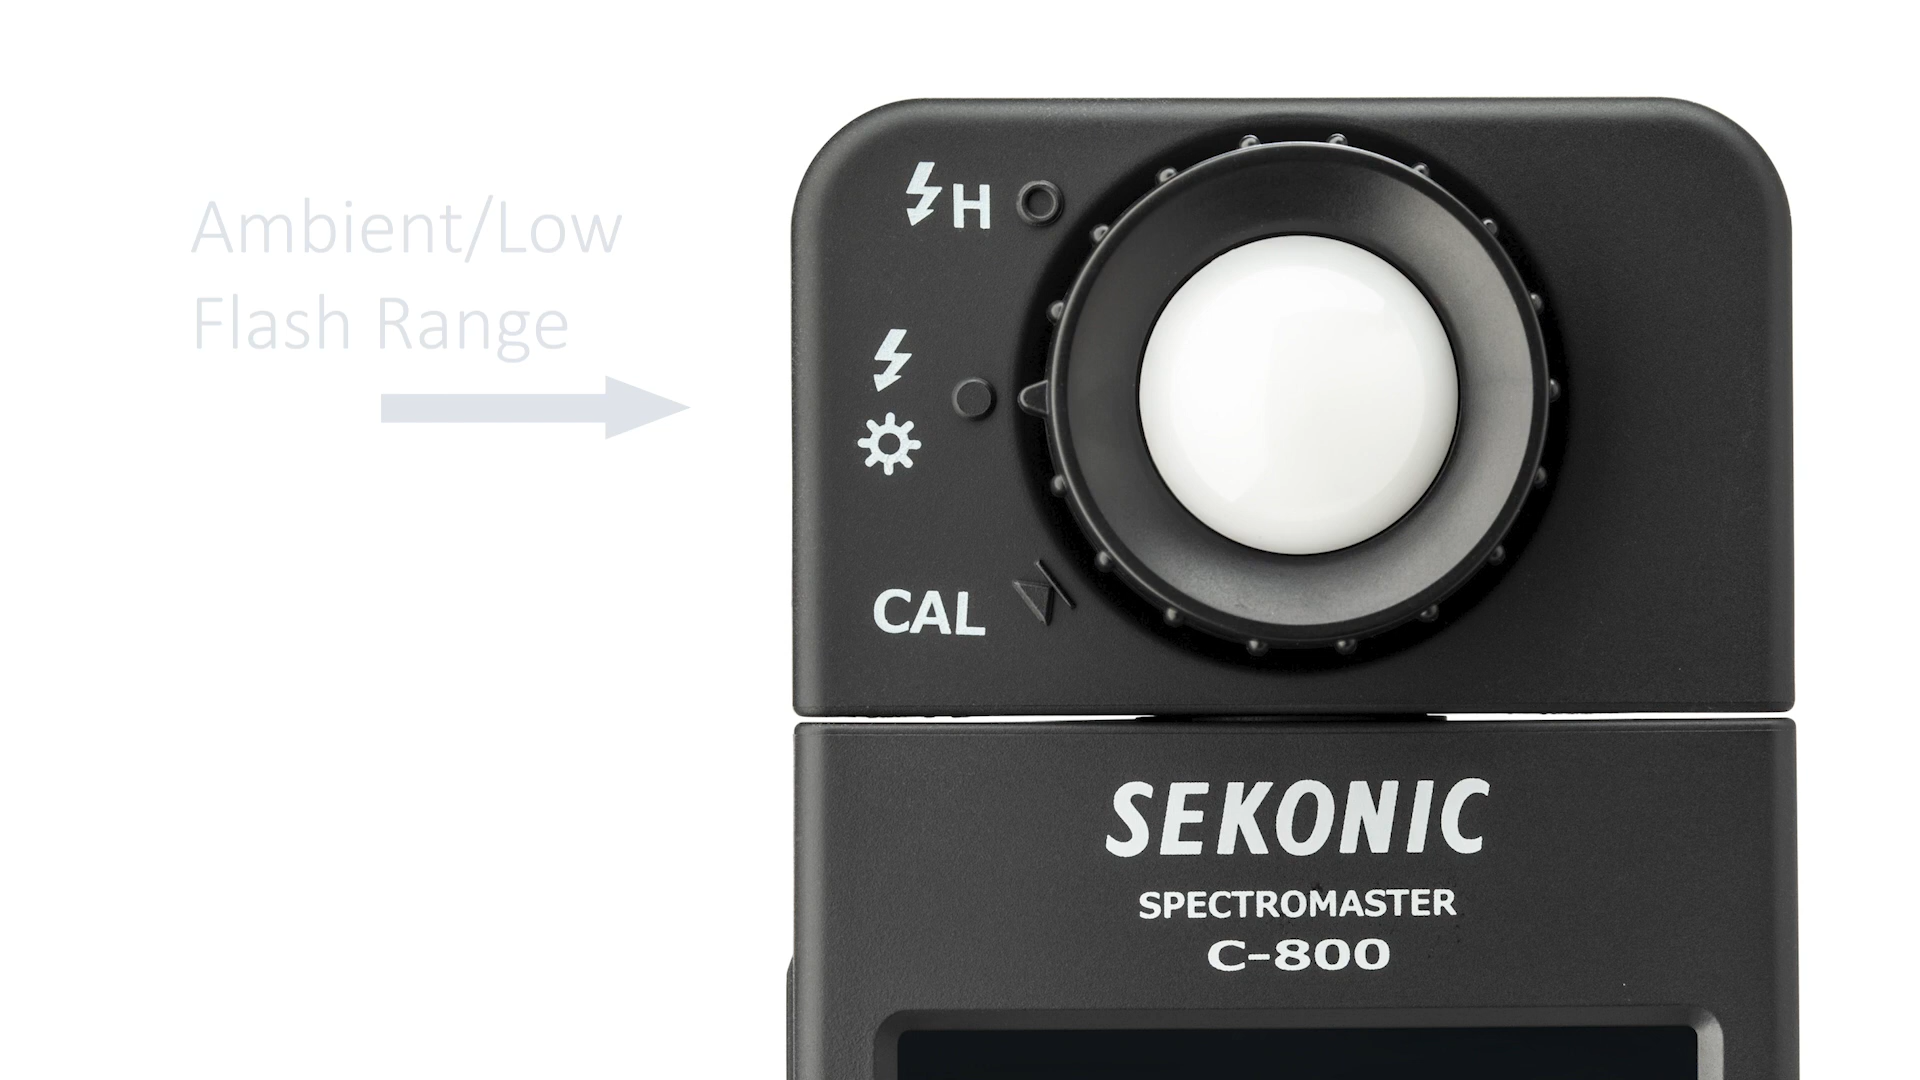 Ambient/Low
Flash Range
H
CAL
SEKONIC
SPECTROMASTER
C-800